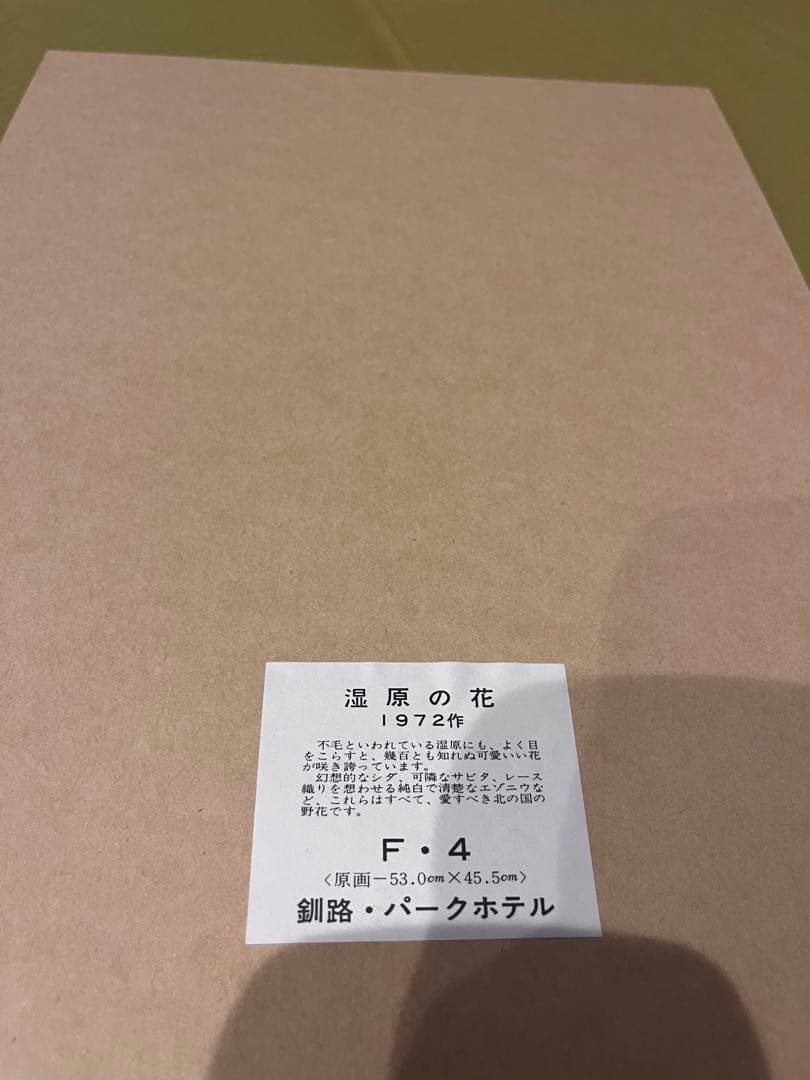 湿原の花
1972作
不毛といわれている湿原にも、よく目
をこらすと、幾百とも知れぬ可愛いい花
が咲き誇っています。
幻想的なシダ、可隣なサビタ、レース
織りを想わせる純白で清楚なエゾニウな
ど、これらはすべて、愛すべき北の国の
野花です。
F・4
〈原画−53.0cm×45.5cm〉
釧路・パークホテル